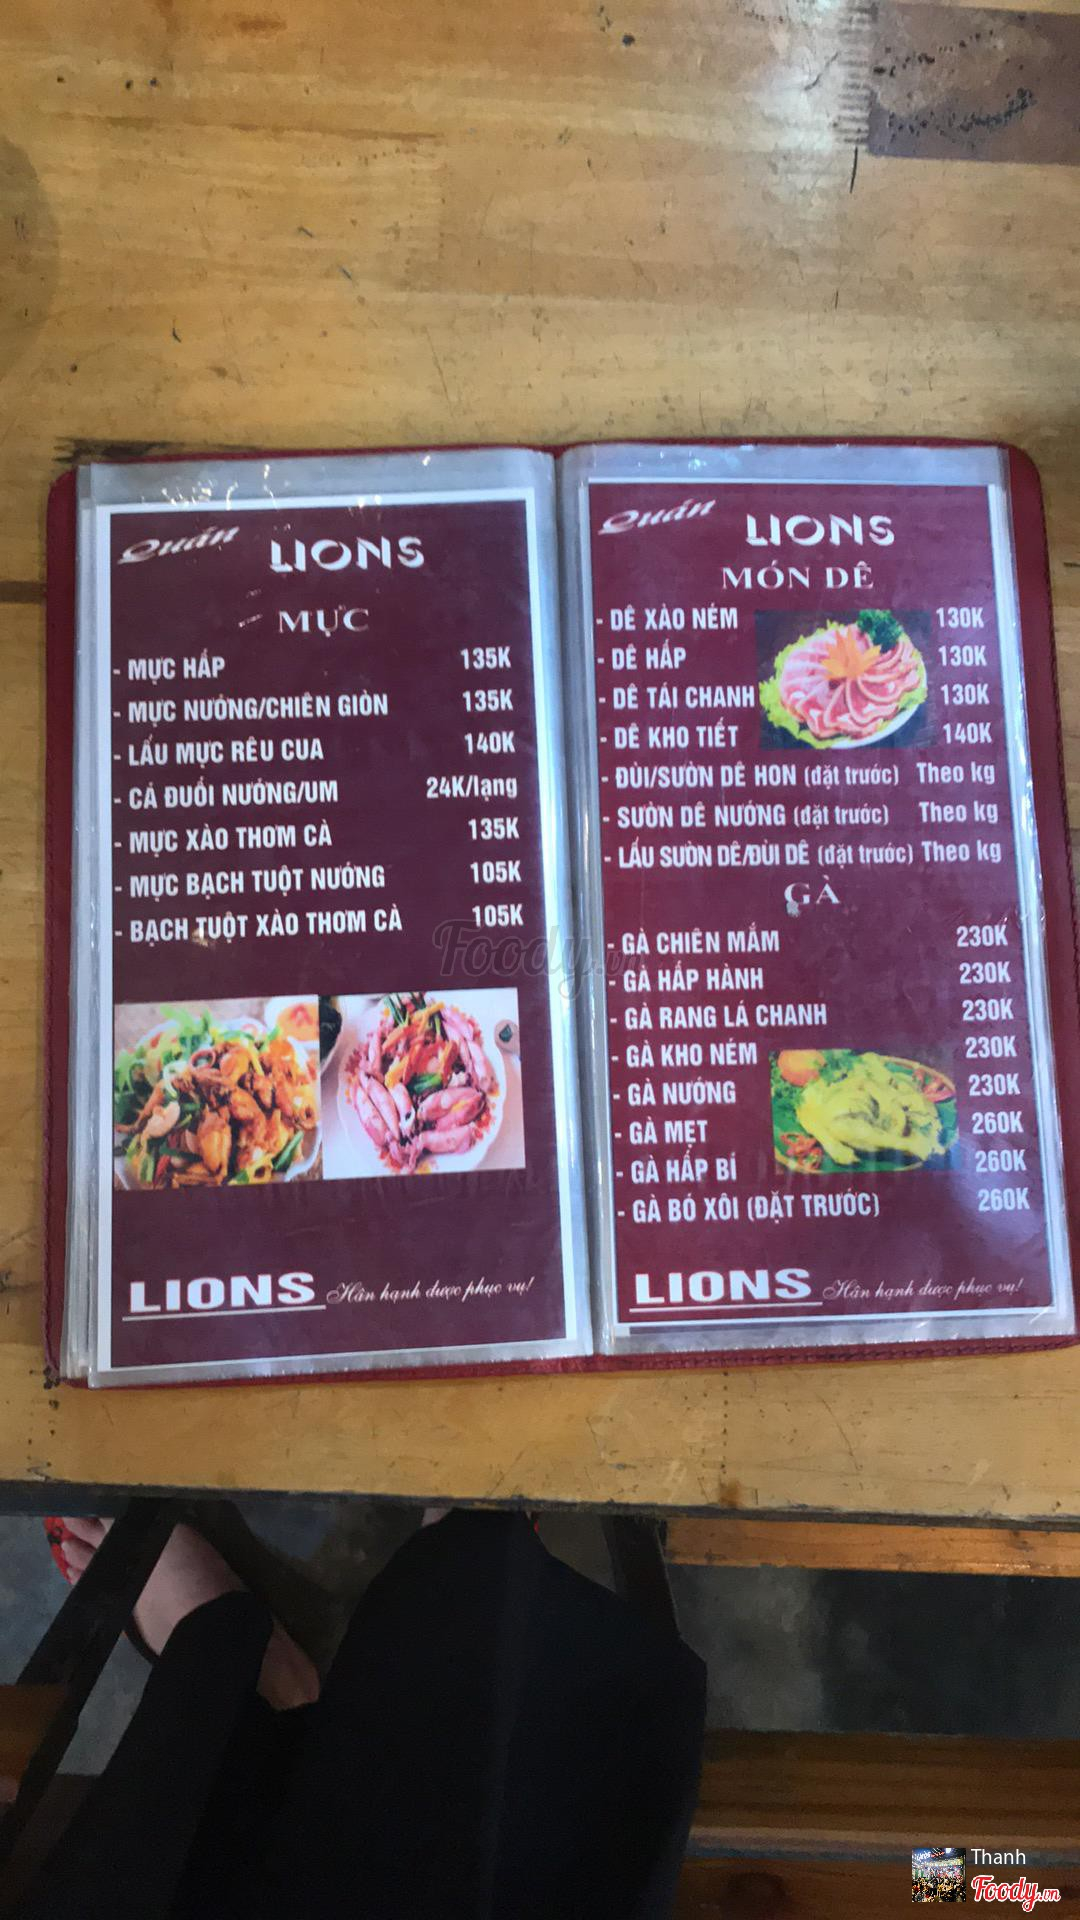 Quán
LIONS
MỰC
- MỰC HẤP 135K
- MỰC NƯỚNG/CHIÊN GIÒN 135K
- LẨU MỰC RÊU CUA 140K
- CÁ ĐUỐI NƯỚNG/UM 24K/lạng
- MỰC XÀO THƠM CÀ 135K
- MỰC BẠCH TUỘT NƯỚNG 105K
- BẠCH TUỘT XÀO THƠM CÀ 105K
LIONS Hân hạnh được phục vụ!
Quán
LIONS
MÓN DÊ
- DÊ XÀO NÉM 130K
- DÊ HẤP 130K
- DÊ TÁI CHANH 130K
- DÊ KHO TIẾT 140K
- ĐÙI/SƯỜN DÊ HON (đặt trước) Theo kg
- SƯỜN DÊ NƯỚNG (đặt trước) Theo kg
- LẨU SƯỜN DÊ/ĐÙI DÊ (đặt trước) Theo kg
GÀ
- GÀ CHIÊN MẮM 230K
- GÀ HẤP HÀNH 230K
- GÀ RANG LÁ CHANH 230K
- GÀ KHO NÉM 230K
- GÀ NƯỚNG 230K
- GÀ MẸT 260K
- GÀ HẤP BÍ 260K
- GÀ BÓ XÔI (ĐẶT TRƯỚC) 260K
LIONS Hân hạnh được phục vụ!
Foody.vn
Thanh
Foody.vn